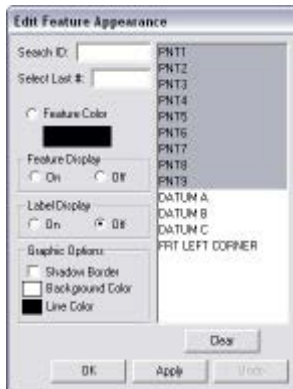 Edit Feature Appearance
Search ID:
Select Last #:
Feature Color
Feature Display
On Off
Label Display
On Off
Graphic Options
Shadow Border
Background Color
Line Color
PNT1
PNT2
PNT3
PNT4
PNT5
PNT6
PNT7
PNT8
PNT9
DATUM A
DATUM B
DATUM C
FRT LEFT CORNER
Clear
OK Apply Undo